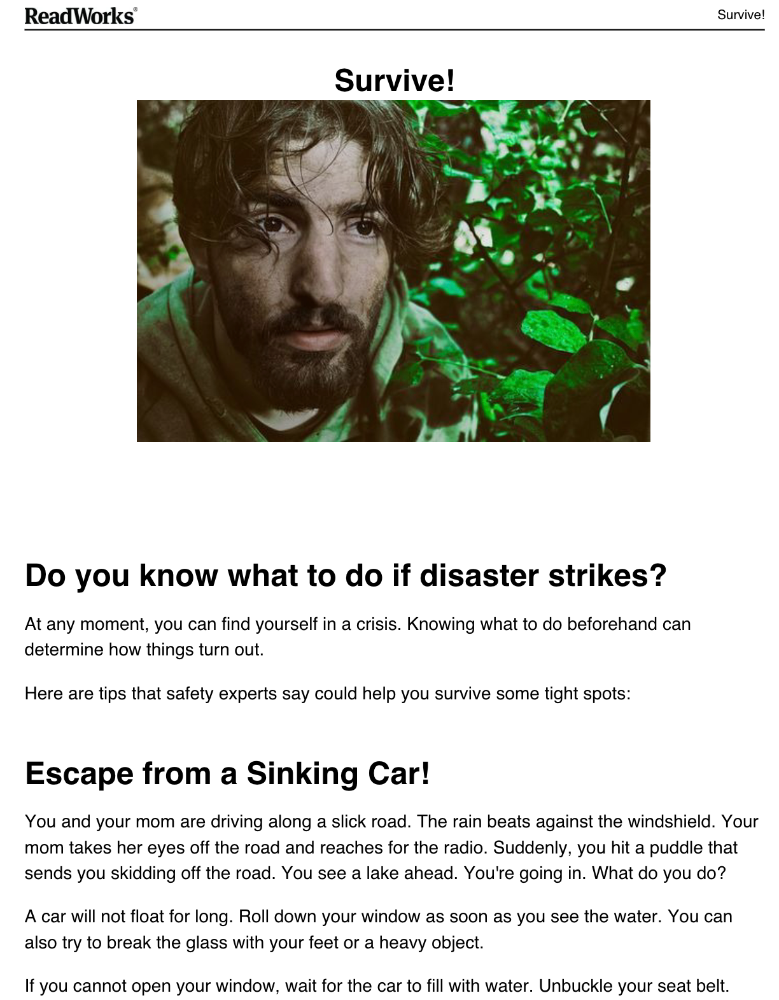 ReadWorks®
Survive!
Survive!
Do you know what to do if disaster strikes?
At any moment, you can find yourself in a crisis. Knowing what to do beforehand can
determine how things turn out.
Here are tips that safety experts say could help you survive some tight spots:
Escape from a Sinking Car!
You and your mom are driving along a slick road. The rain beats against the windshield. Your
mom takes her eyes off the road and reaches for the radio. Suddenly, you hit a puddle that
sends you skidding off the road. You see a lake ahead. You're going in. What do you do?
A car will not float for long. Roll down your window as soon as you see the water. You can
also try to break the glass with your feet or a heavy object.
If you cannot open your window, wait for the car to fill with water. Unbuckle your seat belt.